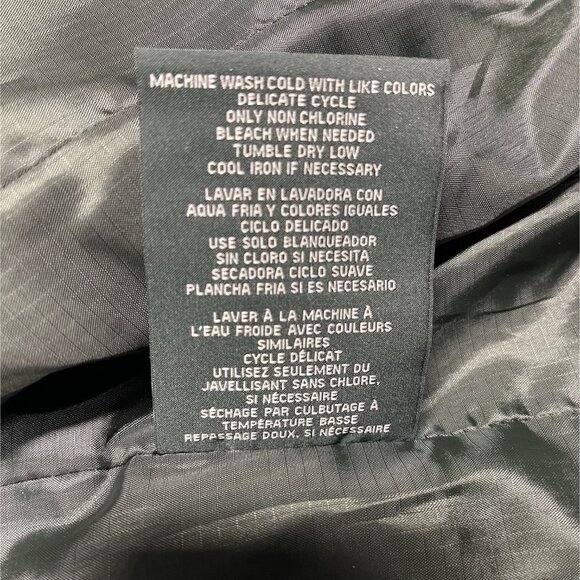 MACHINE WASH COLD WITH LIKE COLORS
DELICATE CYCLE
ONLY NON CHLORINE
BLEACH WHEN NEEDED
TUMBLE DRY LOW
COOL IRON IF NECESSARY
LAVAR EN LAVADORA CON
AQUA FRIA Y COLORES IGUALES
CICLO DELICADO
USE SOLO BLANQUEADOR
SIN CLORO SI NECESITA
SECADORA CICLO SUAVE
PLANCHA FRIA SI ES NECESARIO
LAVER À LA MACHINE À
L'EAU FROIDE AVEC COULEURS
SIMILAIRES
CYCLE DÉLICAT
UTILISEZ SEULEMENT DU
JAVELLISANT SANS CHLORE,
SI NÉCESSAIRE
SÉCHAGE PAR CULBUTAGE À
TEMPÉRATURE BASSE
REPASSAGE DOUX, SI NÉCESSAIRE